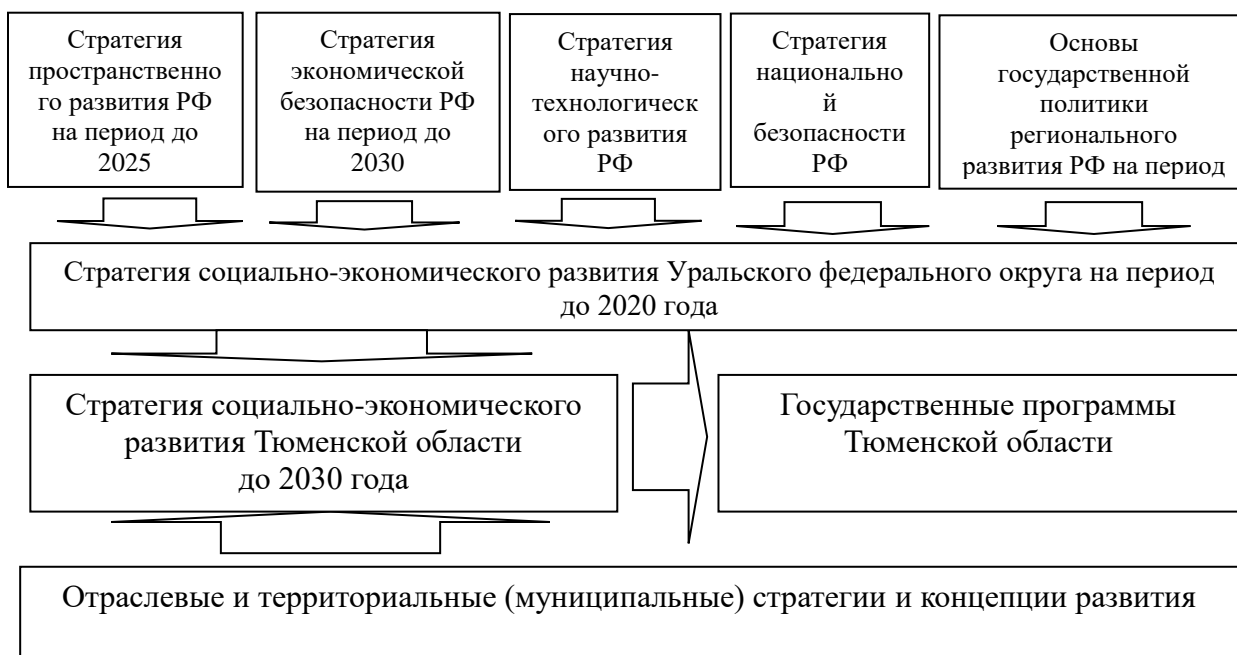 Стратегия
пространственно
го развития РФ
на период до
2025
Стратегия
экономической
безопасности РФ
на период до
2030
Стратегия
научно-
технологическ
ого развития
РФ
Стратегия
национально
й
безопасности
РФ
Основы
государственной
политики
регионального
развития РФ на период
Стратегия социально-экономического развития Уральского федерального округа на период
до 2020 года
Стратегия социально-экономического
развития Тюменской области
до 2030 года
Государственные программы
Тюменской области
Отраслевые и территориальные (муниципальные) стратегии и концепции развития